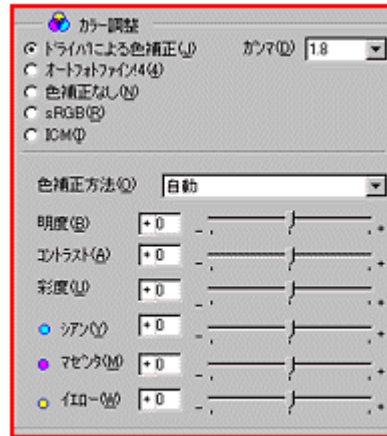 カラー調整
ドライバによる色補正(J) ガンマ(D) 1.8
オートフォトファイン!4(4)
色補正なし(N)
sRGB(R)
ICM(I)
色補正方法(O) 自動
明度(B) +0 - +
コントラスト(A) +0 - +
彩度(U) +0 - +
シアン(Y) +0 - +
マゼンタ(M) +0 - +
イエロー(W) +0 - +